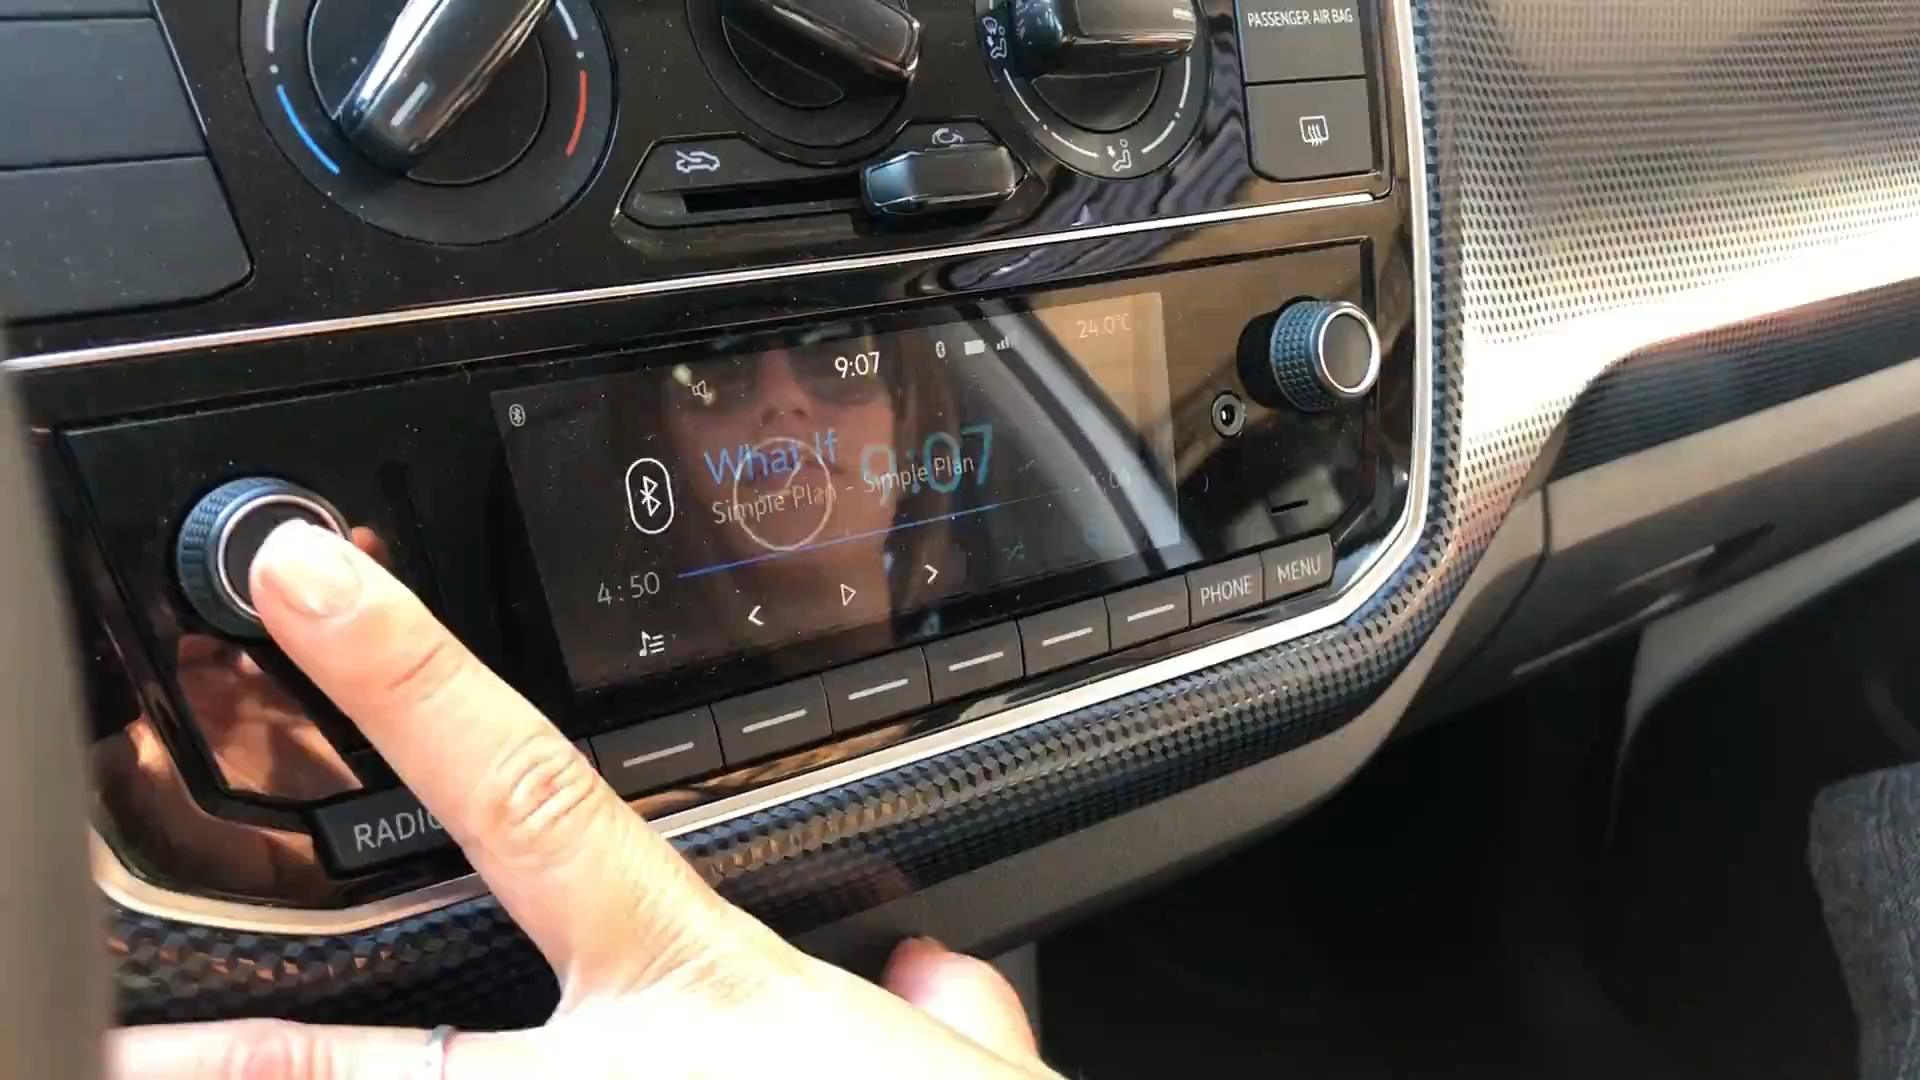 PASSENGER AIR BAG
24.0°C
9:07
What If
9:07
Simple Plan - Simple Plan
4:50
PHONE
MENU
RADIO